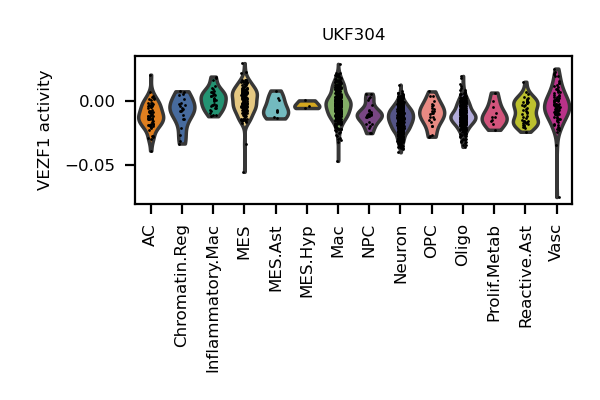 UKF304
VEZF1 activity
0.00
−0.05
AC
Chromatin.Reg
Inflammatory.Mac
MES
MES.Ast
MES.Hyp
Mac
NPC
Neuron
OPC
Oligo
Prolif.Metab
Reactive.Ast
Vasc